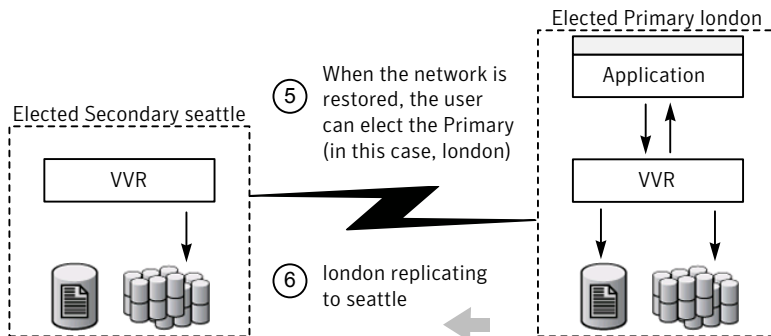 Elected Primary london
Application
5
When the network is
restored, the user
can elect the Primary
(in this case, london)
Elected Secondary seattle
VVR
VVR
6
london replicating
to seattle